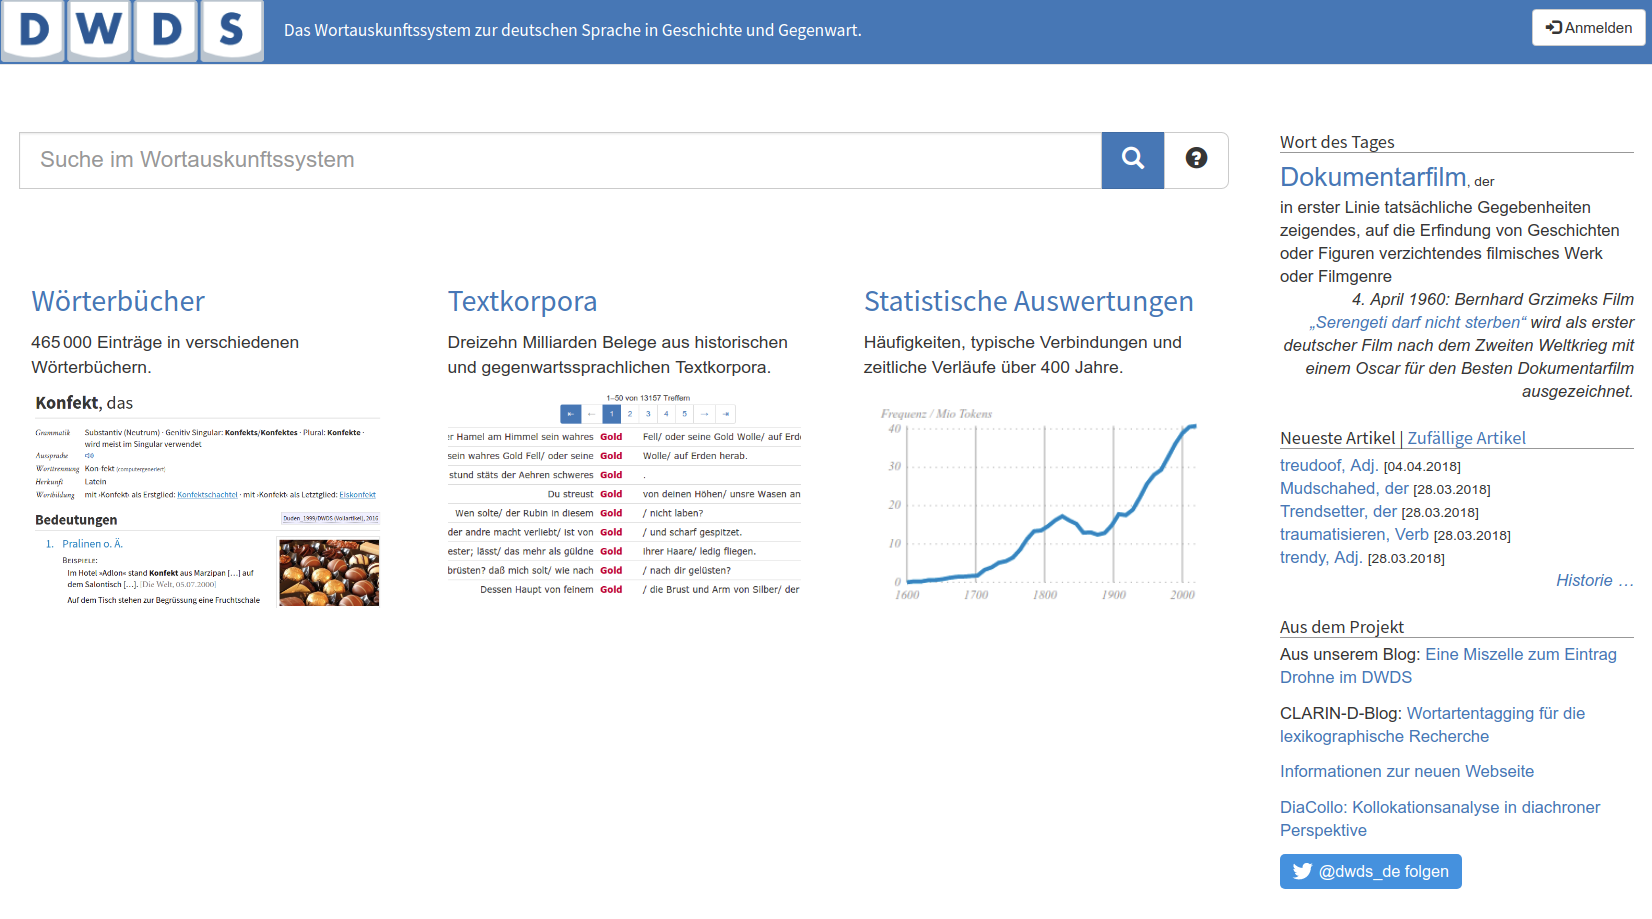 D W D S
Das Wortauskunftssystem zur deutschen Sprache in Geschichte und Gegenwart.
Anmelden
Suche im Wortauskunftssystem
Wörterbücher
465 000 Einträge in verschiedenen
Wörterbüchern.
Konfekt, das
Grammatik Substantiv (Neutrum) · Genitiv Singular: Konfekts/Konfektes · Plural: Konfekte ·
wird meist im Singular verwendet
Aussprache
Worttrennung Kon·fekt (computergeneriert)
Herkunft Latein
Wortbildung mit ›Konfekt‹ als Erstglied: Konfektschachtel · mit ›Konfekt‹ als Letztglied: Eiskonfekt
Bedeutungen
Duden_1999/DWDS (Vollartikel), 2016
1. Pralinen o. Ä.
BEISPIELE:
Im Hotel »Adlon« stand Konfekt aus Marzipan […] auf
dem Salontisch […]. [Die Welt, 05.07.2000]
Auf dem Tisch stehen zur Begrüssung eine Fruchtschale
Textkorpora
Dreizehn Milliarden Belege aus historischen
und gegenwartssprachlichen Textkorpora.
1–50 von 13157 Treffern
⇤ ← 1 2 3 4 5 → ⇥
er Hamel am Himmel sein wahres Gold Fell/ oder seine Gold Wolle/ auf Erd
sein wahres Gold Fell/ oder seine Gold Wolle/ auf Erden herab.
stund stäts der Aehren schweres Gold .
Du streust Gold von deinen Höhen/ unsre Wasen an
Wen solte/ der Rubin in diesem Gold / nicht laben?
der andre macht verliebt/ ist von Gold / und scharf gespitzet.
ester; lässt/ das mehr als güldne Gold Ihrer Haare/ ledig fliegen.
brüsten? daß mich solt/ wie nach Gold / nach dir gelüsten?
Dessen Haupt von feinem Gold / die Brust und Arm von Silber/ der
Statistische Auswertungen
Häufigkeiten, typische Verbindungen und
zeitliche Verläufe über 400 Jahre.
Frequenz / Mio Tokens
40
30
20
10
0
1600 1700 1800 1900 2000
Wort des Tages
Dokumentarfilm, der
in erster Linie tatsächliche Gegebenheiten
zeigendes, auf die Erfindung von Geschichten
oder Figuren verzichtendes filmisches Werk
oder Filmgenre
4. April 1960: Bernhard Grzimeks Film
„Serengeti darf nicht sterben“ wird als erster
deutscher Film nach dem Zweiten Weltkrieg mit
einem Oscar für den Besten Dokumentarfilm
ausgezeichnet.
Neueste Artikel | Zufällige Artikel
treudoof, Adj. [04.04.2018]
Mudschahed, der [28.03.2018]
Trendsetter, der [28.03.2018]
traumatisieren, Verb [28.03.2018]
trendy, Adj. [28.03.2018]
Historie …
Aus dem Projekt
Aus unserem Blog: Eine Miszelle zum Eintrag
Drohne im DWDS
CLARIN-D-Blog: Wortartentagging für die
lexikographische Recherche
Informationen zur neuen Webseite
DiaCollo: Kollokationsanalyse in diachroner
Perspektive
@dwds_de folgen